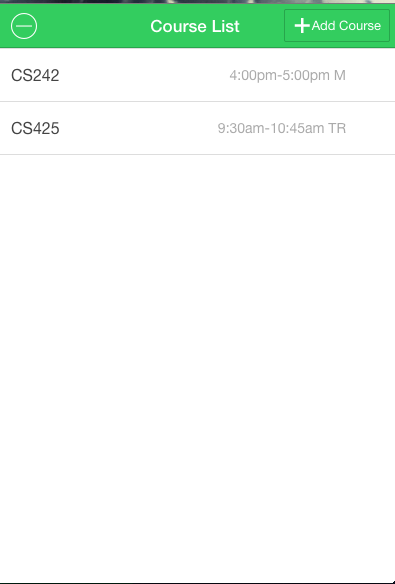 Course List
Add Course
CS242 4:00pm-5:00pm M
CS425 9:30am-10:45am TR